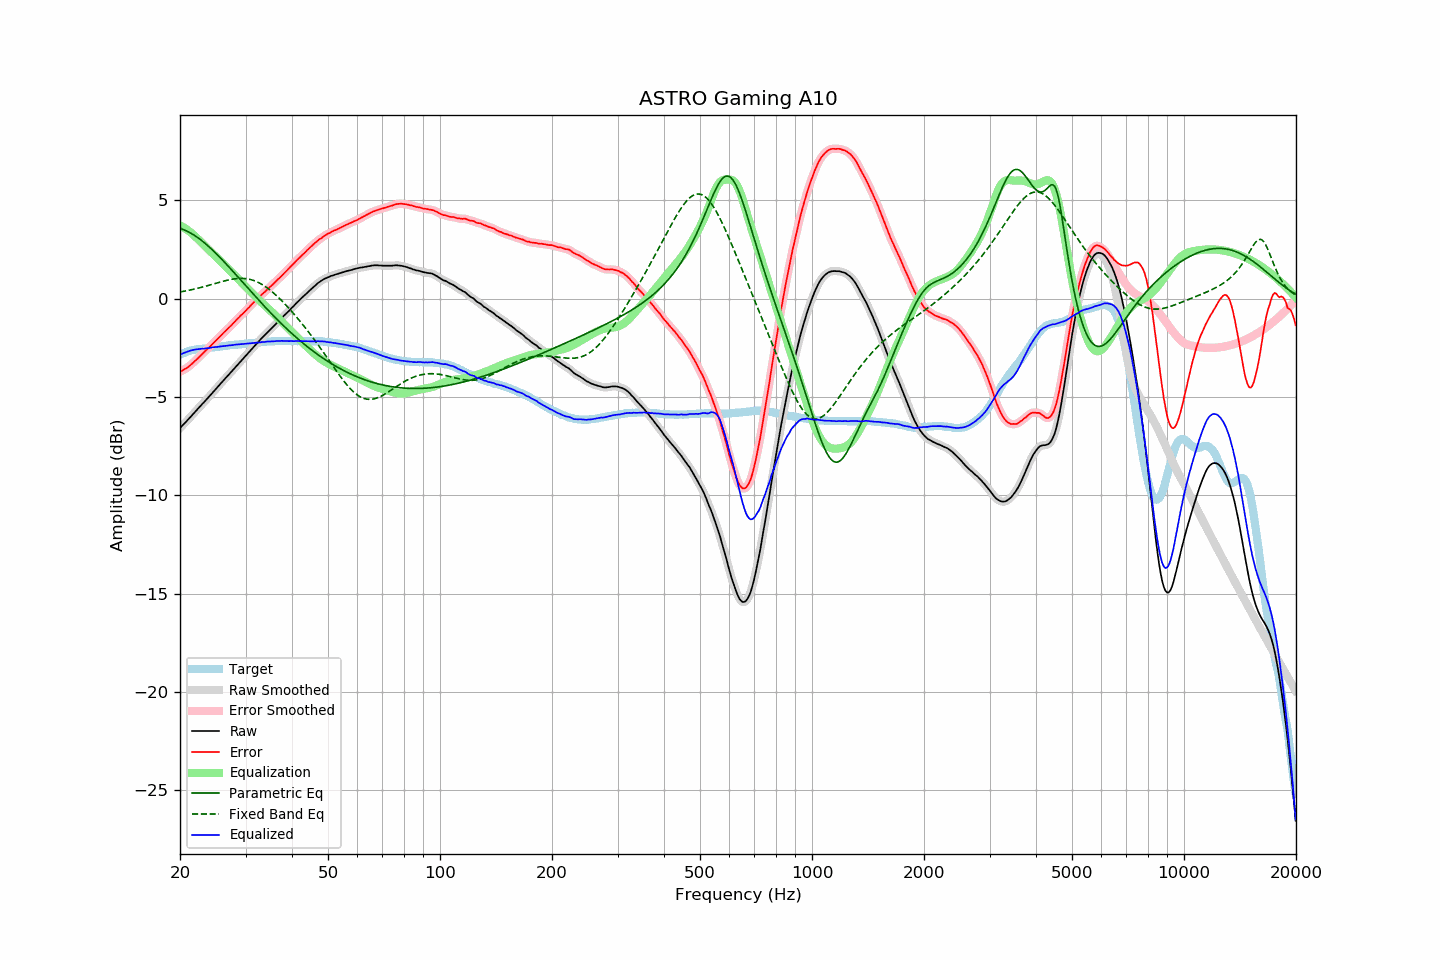 ASTRO Gaming A10
Amplitude (dBr)
5
0
−5
−10
−15
−20
−25
Target
Raw Smoothed
Error Smoothed
Raw
Error
Equalization
Parametric Eq
Fixed Band Eq
Equalized
20 50 100 200 500 1000 2000 5000 10000 20000
Frequency (Hz)